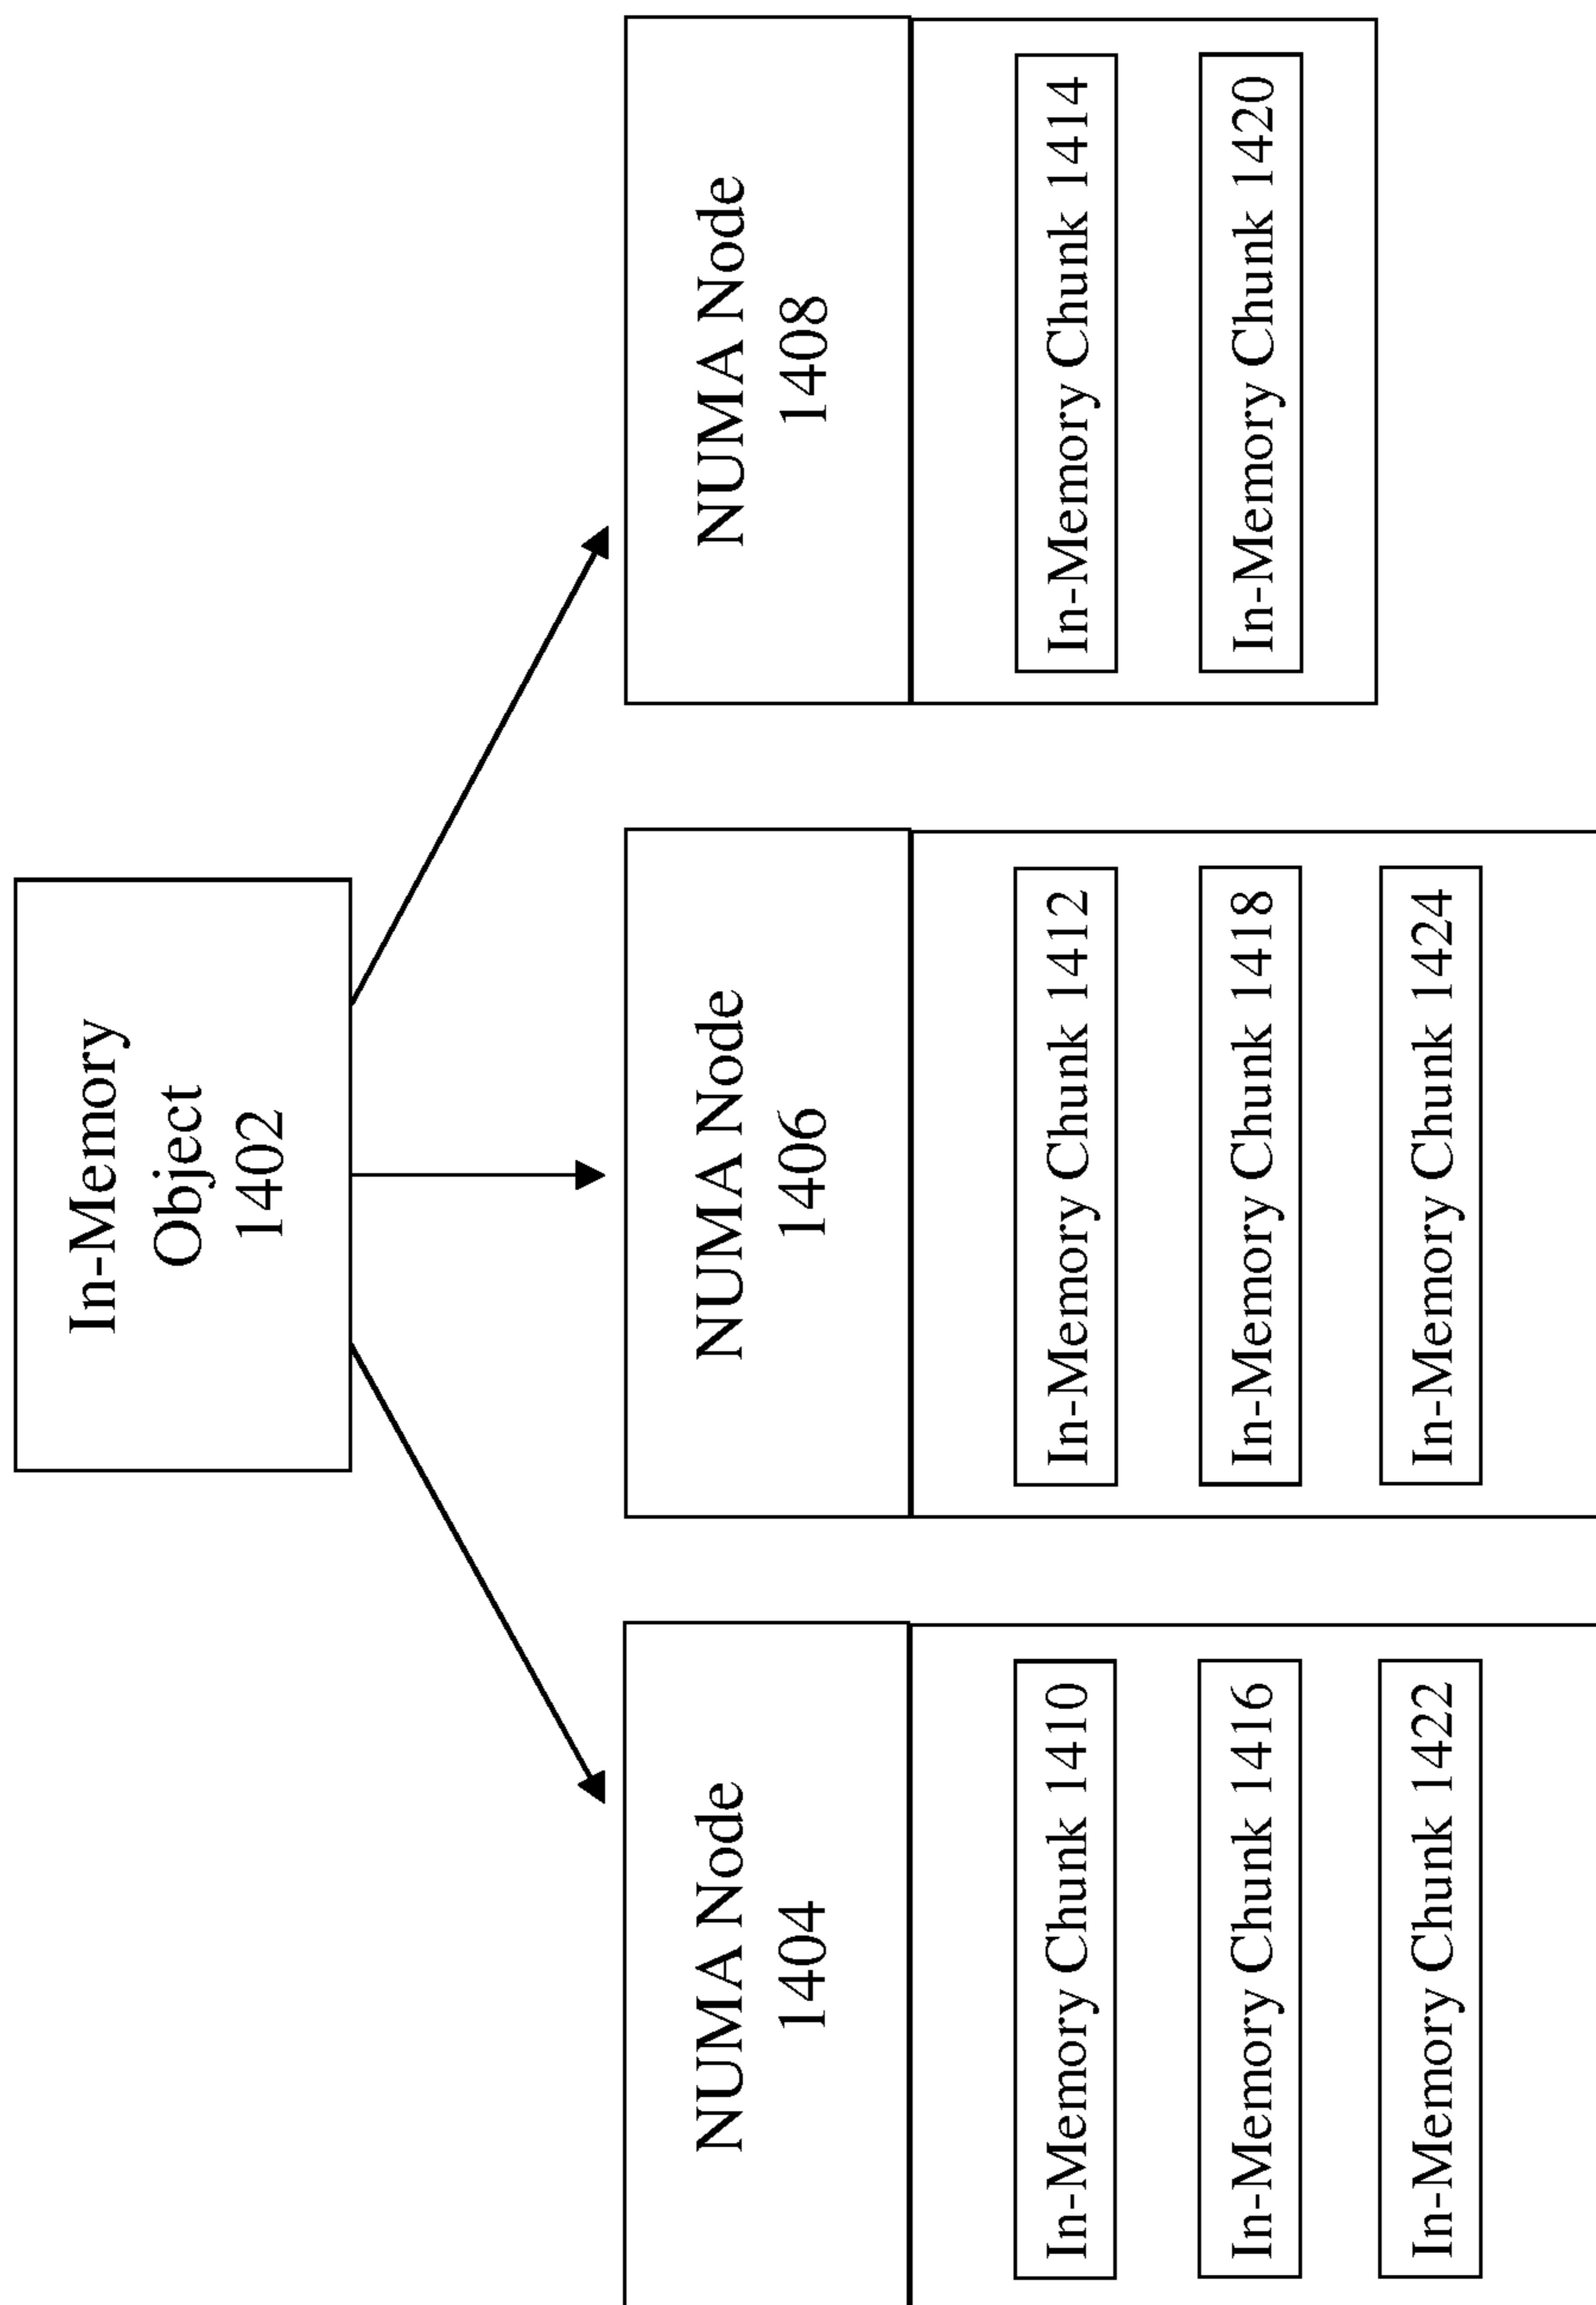 In-Memory
Object
1402
NUMA Node
1404
In-Memory Chunk 1410
In-Memory Chunk 1416
In-Memory Chunk 1422
NUMA Node
1406
In-Memory Chunk 1412
In-Memory Chunk 1418
In-Memory Chunk 1424
NUMA Node
1408
In-Memory Chunk 1414
In-Memory Chunk 1420